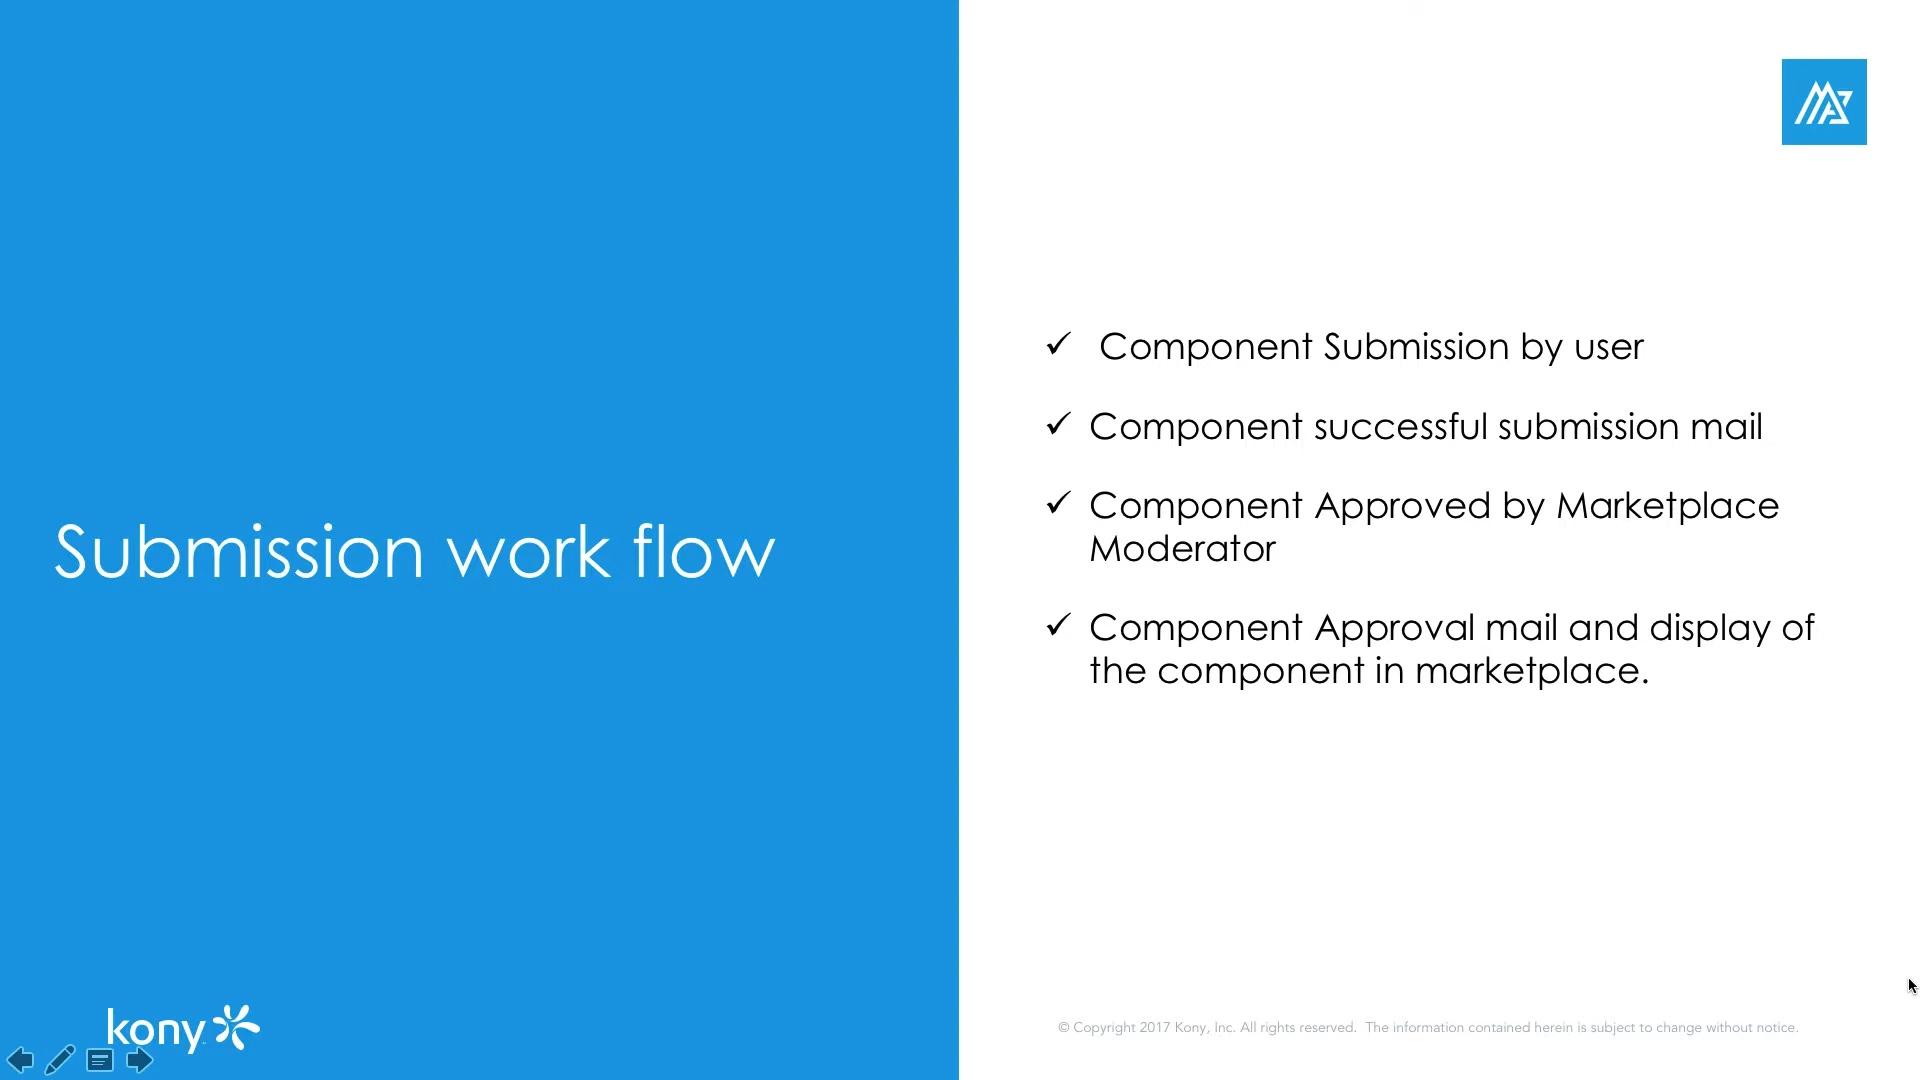 Submission work flow
✓ Component Submission by user
✓ Component successful submission mail
✓ Component Approved by Marketplace
Moderator
✓ Component Approval mail and display of
the component in marketplace.
kony
© Copyright 2017 Kony, Inc. All rights reserved. The information contained herein is subject to change without notice.